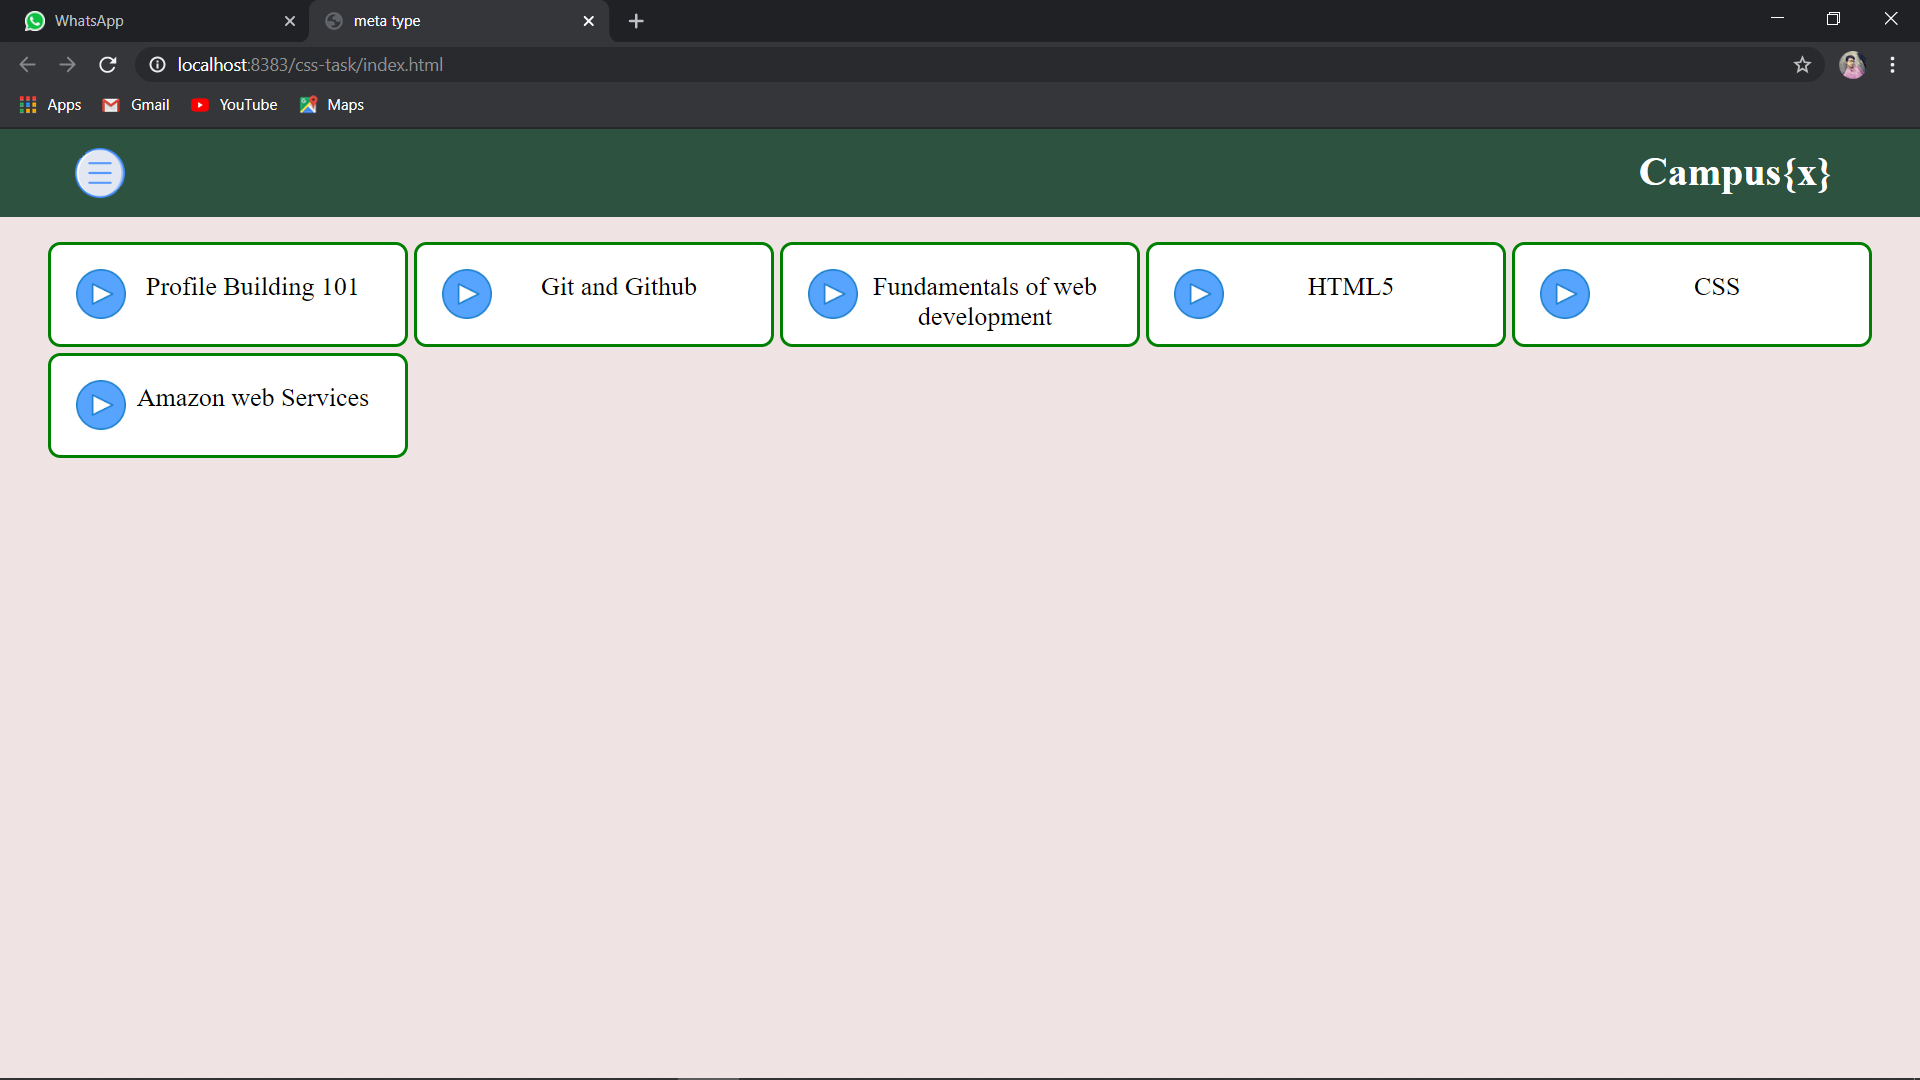 WhatsApp
meta type
localhost:8383/css-task/index.html
Apps
Gmail
YouTube
Maps
Campus{x}
Profile Building 101
Git and Github
Fundamentals of web
development
HTML5
CSS
Amazon web Services